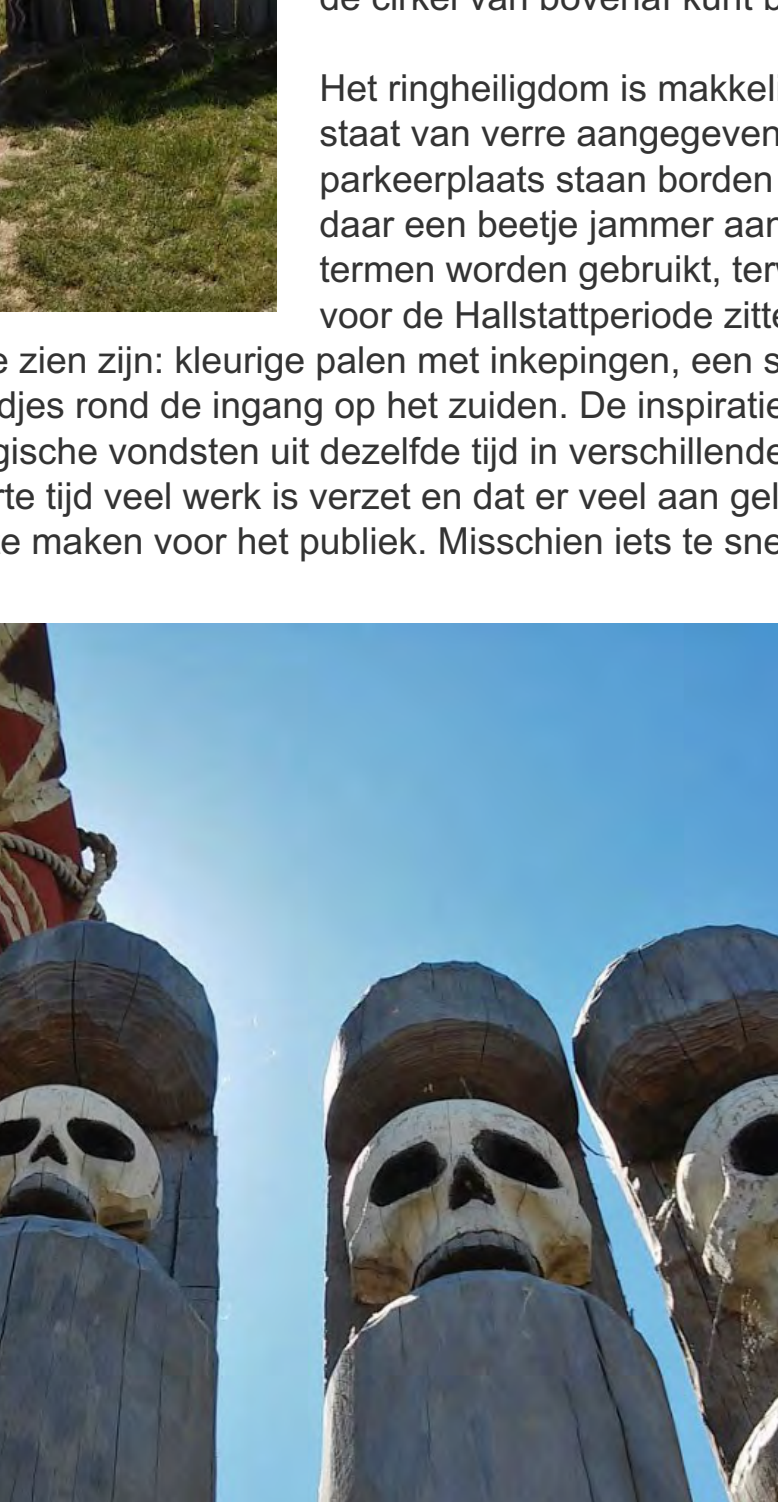 de cirkel van bovenaf kunt b
Het ringheiligdom is makkeli
staat van verre aangegeven
parkeerplaats staan borden
daar een beetje jammer aan
termen worden gebruikt, terw
voor de Hallstattperiode zitte
e zien zijn: kleurige palen met inkepingen, een s
djes rond de ingang op het zuiden. De inspiratie
gische vondsten uit dezelfde tijd in verschillende
rte tijd veel werk is verzet en dat er veel aan gel
e maken voor het publiek. Misschien iets te sne